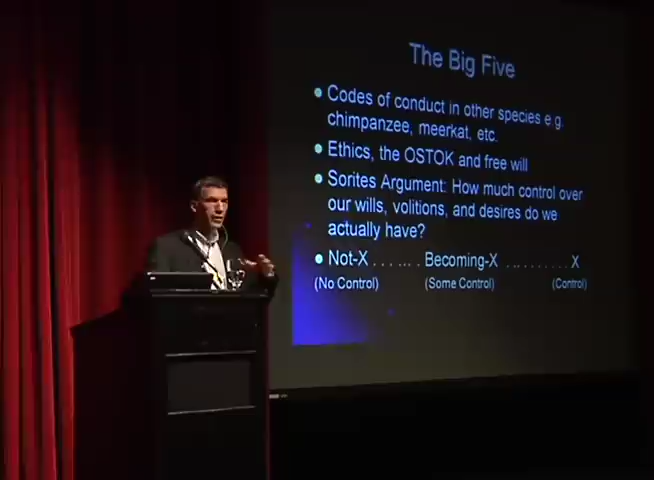 The Big Five
Codes of conduct in other species e.g.
chimpanzee, meerkat, etc.
Ethics, the OSTOK and free will
Sorites Argument: How much control over
our wills, volitions, and desires do we
actually have?
Not-X . . . . ... . Becoming-X . .. . . . . . . . . X
(No Control) (Some Control) (Control)